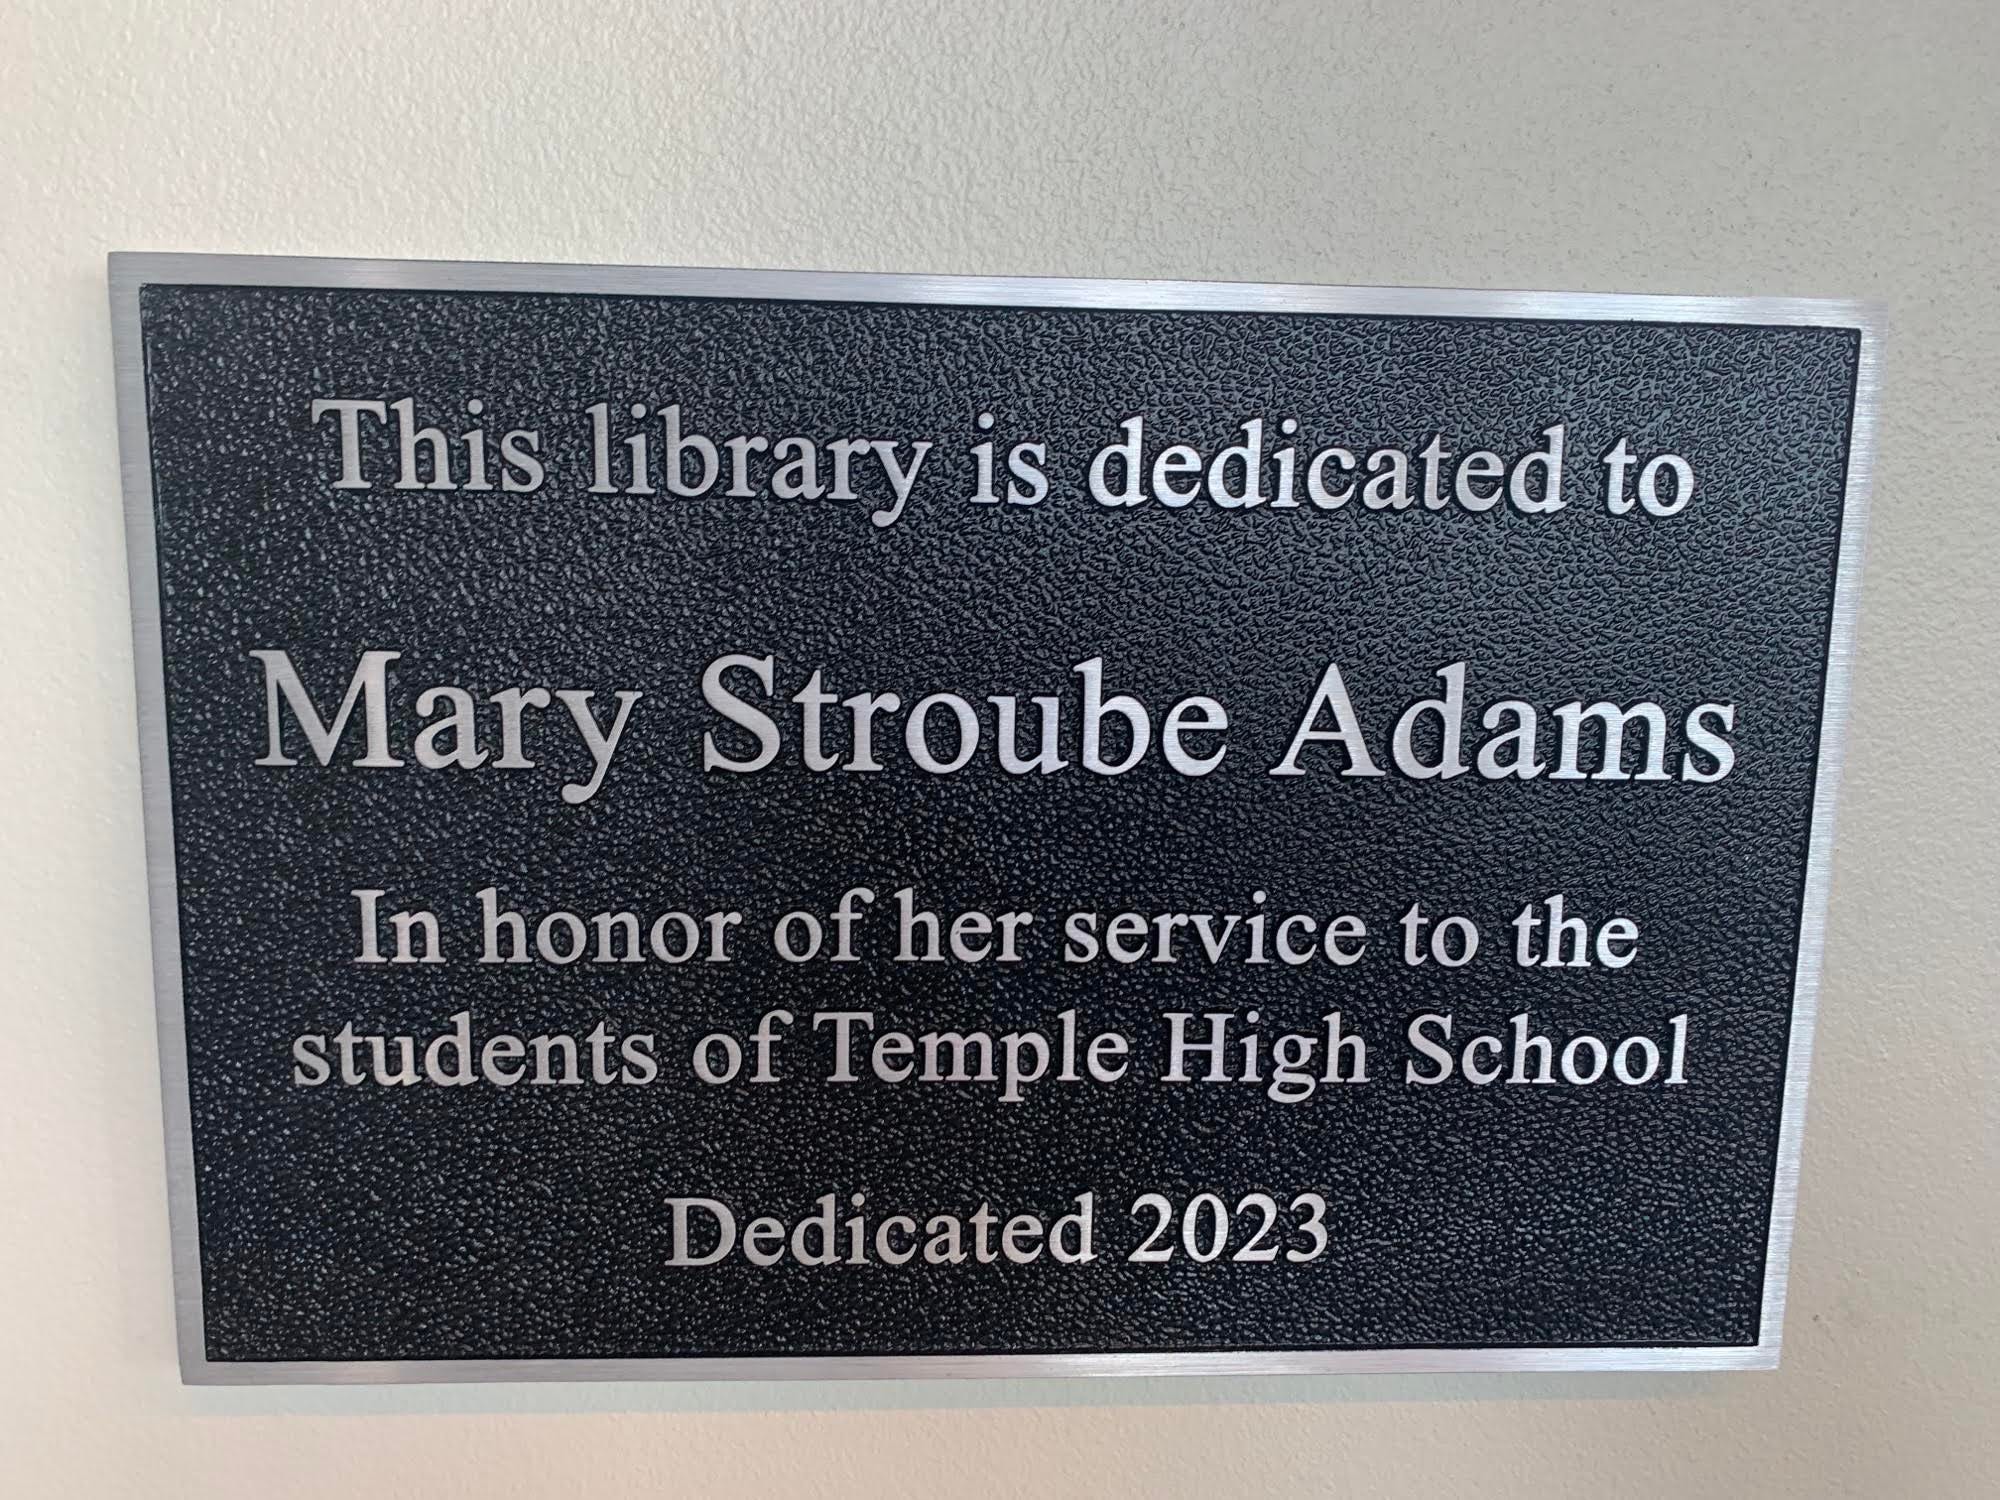 This library is dedicated to
Mary Stroube Adams
In honor of her service to the
students of Temple High School
Dedicated 2023